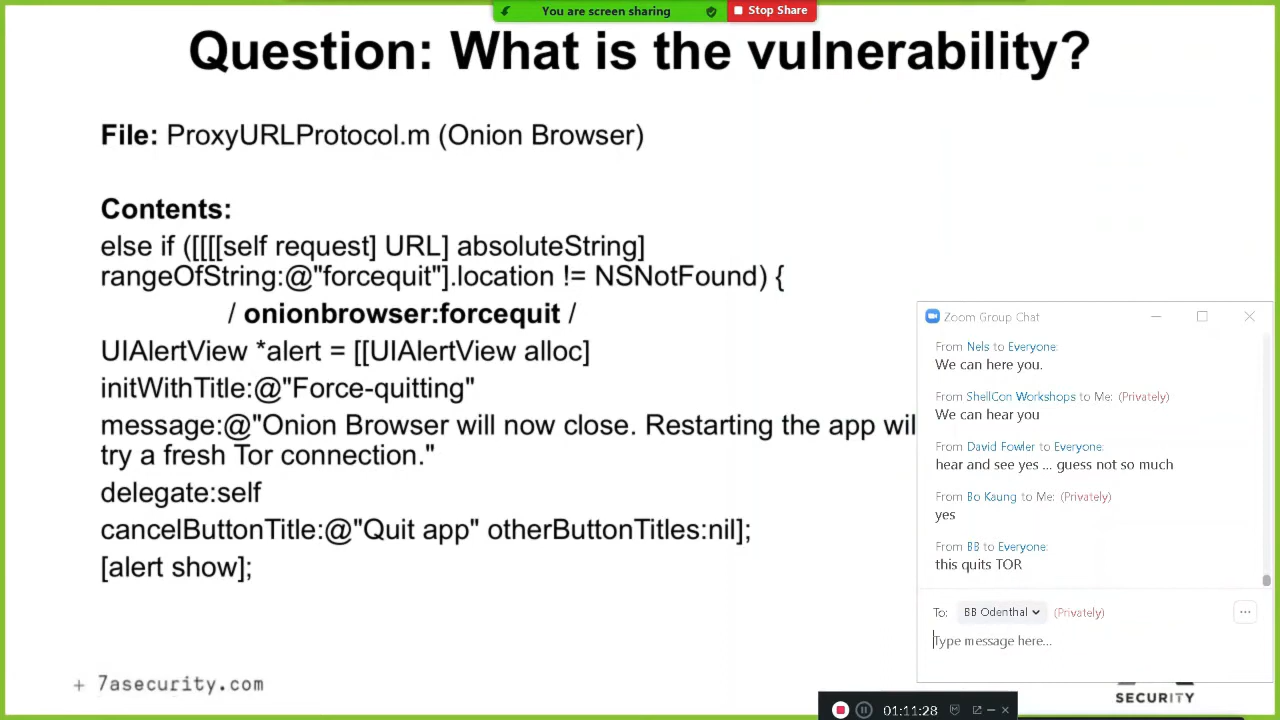 You are screen sharing
Stop Share
Question: What is the vulnerability?
File: ProxyURLProtocol.m (Onion Browser)
Contents:
else if ([[[[self request] URL] absoluteString]
rangeOfString:@"forcequit"].location != NSNotFound) {
/ onionbrowser:forcequit /
UIAlertView *alert = [[UIAlertView alloc]
initWithTitle:@"Force-quitting"
message:@"Onion Browser will now close. Restarting the app wil
try a fresh Tor connection."
delegate:self
cancelButtonTitle:@"Quit app" otherButtonTitles:nil];
[alert show];
+ 7asecurity.com
Zoom Group Chat
From Nels to Everyone:
We can here you.
From ShellCon Workshops to Me: (Privately)
We can hear you
From David Fowler to Everyone:
hear and see yes ... guess not so much
From Bo Kaung to Me: (Privately)
yes
From BB to Everyone:
this quits TOR
To: BB Odenthal (Privately)
Type message here...
SECURITY
01:11:28